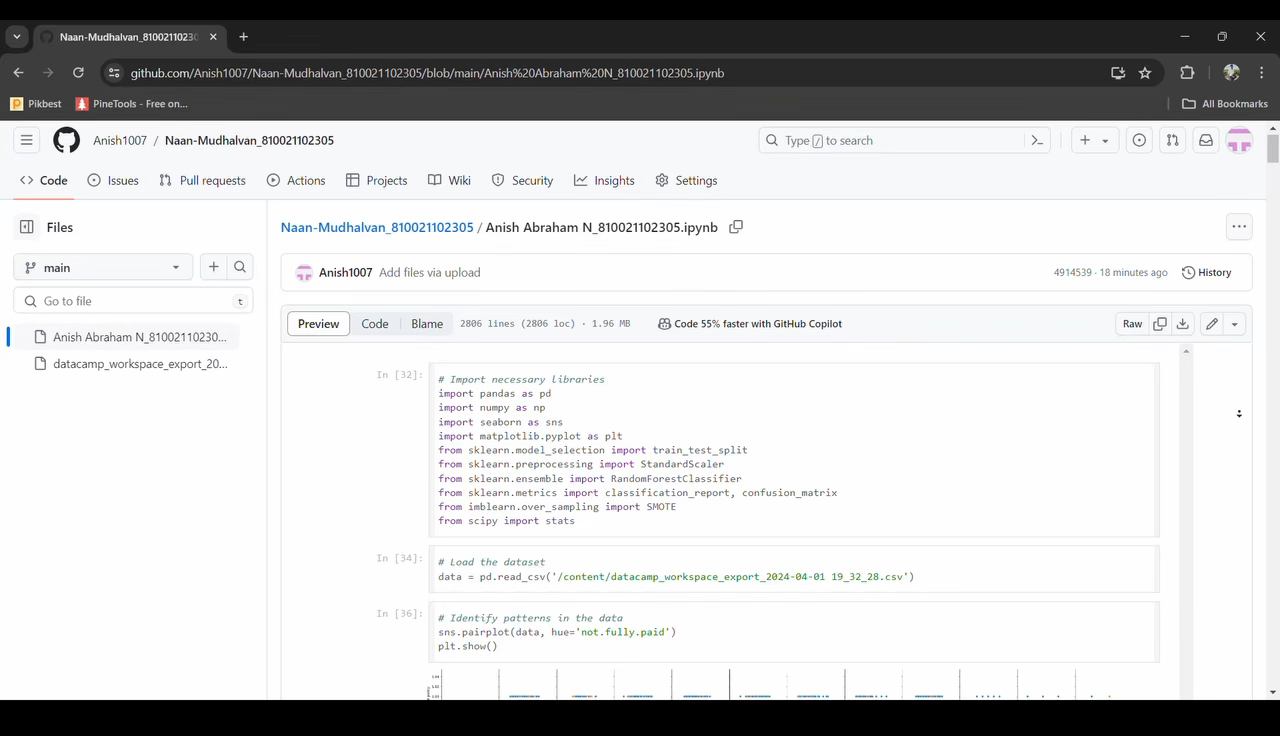 Naan-Mudhalvan_81002110230
github.com/Anish1007/Naan-Mudhalvan_810021102305/blob/main/Anish%20Abraham%20N_810021102305.ipynb
Pikbest
PineTools - Free on...
All Bookmarks
Anish1007 / Naan-Mudhalvan_810021102305
Type / to search
Code
Issues
Pull requests
Actions
Projects
Wiki
Security
Insights
Settings
Files
main
Go to file
t
Anish Abraham N_81002110230...
datacamp_workspace_export_20...
Naan-Mudhalvan_810021102305 / Anish Abraham N_810021102305.ipynb
Anish1007 Add files via upload
4914539 · 18 minutes ago
History
Preview
Code
Blame
2806 lines (2806 loc) · 1.96 MB
Code 55% faster with GitHub Copilot
Raw
In [32]:
# Import necessary libraries
import pandas as pd
import numpy as np
import seaborn as sns
import matplotlib.pyplot as plt
from sklearn.model_selection import train_test_split
from sklearn.preprocessing import StandardScaler
from sklearn.ensemble import RandomForestClassifier
from sklearn.metrics import classification_report, confusion_matrix
from imblearn.over_sampling import SMOTE
from scipy import stats
In [34]:
# Load the dataset
data = pd.read_csv('/content/datacamp_workspace_export_2024-04-01 19_32_28.csv')
In [36]:
# Identify patterns in the data
sns.pairplot(data, hue='not.fully.paid')
plt.show()